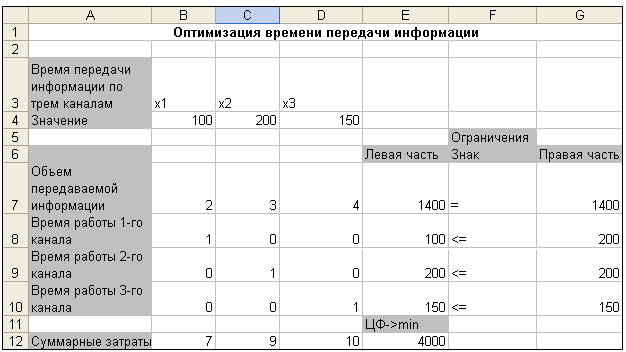 A B C D E F G
1 Оптимизация времени передачи информации
2
Время передачи
информации по
3 трем каналам x1 x2 x3
4 Значение 100 200 150
5 Ограничения
6 Левая часть Знак Правая часть
Объем
передаваемой
7 информации 2 3 4 1400 = 1400
Время работы 1-го
8 канала 1 0 0 100 <= 200
Время работы 2-го
9 канала 0 1 0 200 <= 200
Время работы 3-го
10 канала 0 0 1 150 <= 150
11 ЦФ->min
12 Суммарные затраты 7 9 10 4000